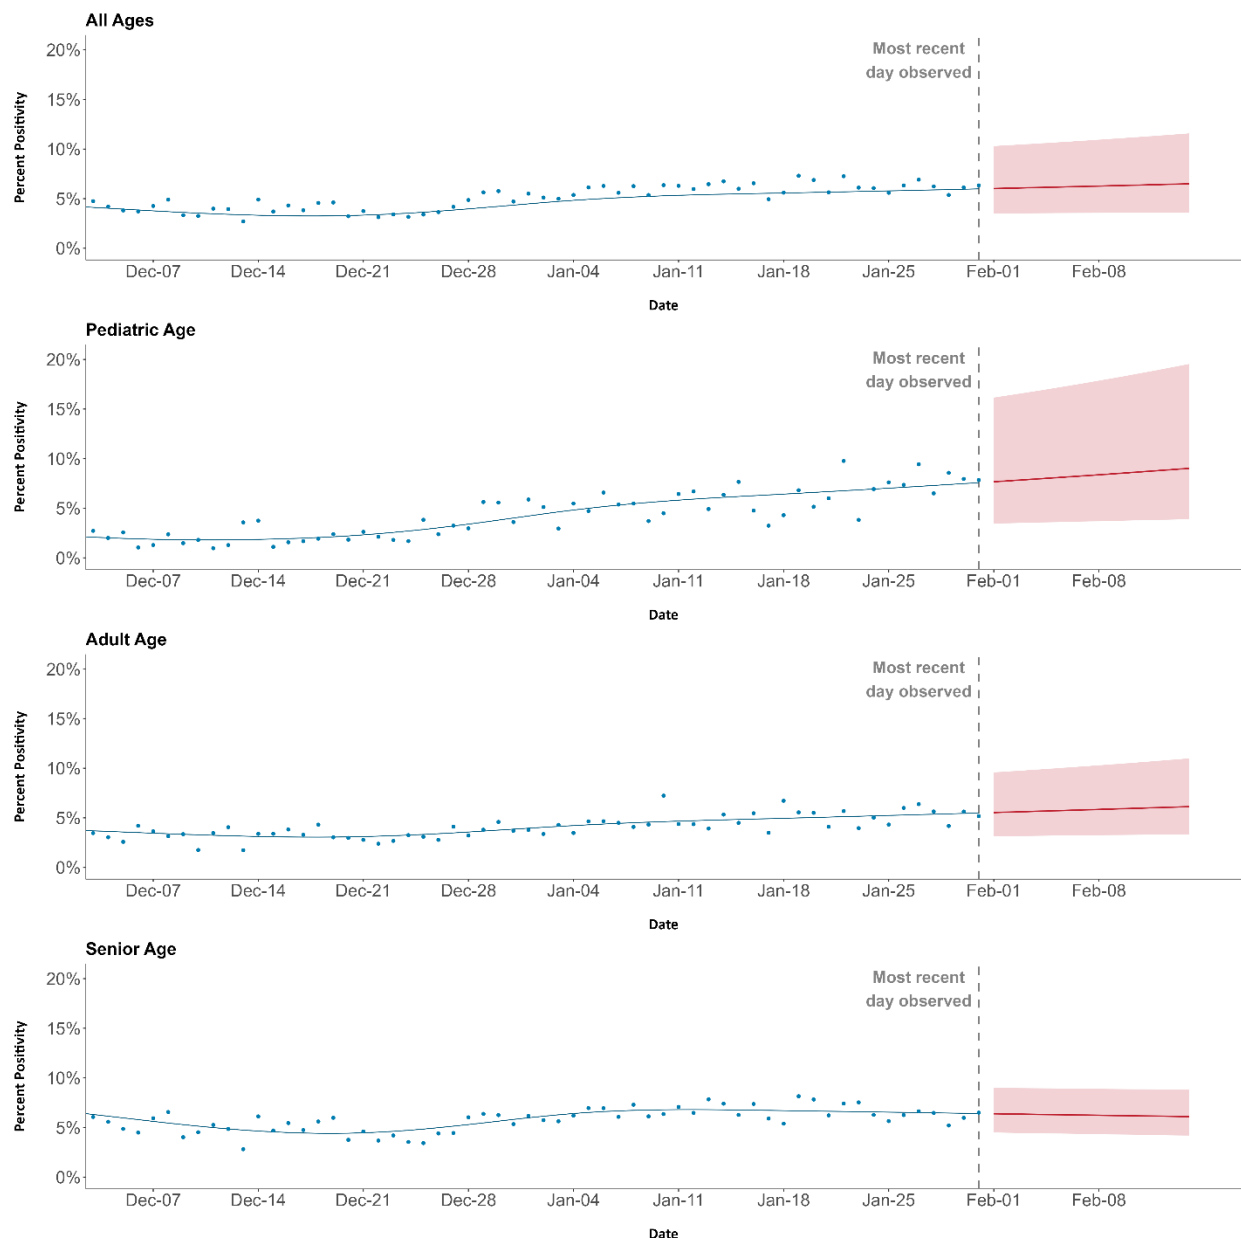 All Ages
Percent Positivity
20%
15%
10%
5%
0%
Most recent
day observed
Dec-07 Dec-14 Dec-21 Dec-28 Jan-04 Jan-11 Jan-18 Jan-25 Feb-01 Feb-08
Date
Pediatric Age
Percent Positivity
20%
15%
10%
5%
0%
Most recent
day observed
Dec-07 Dec-14 Dec-21 Dec-28 Jan-04 Jan-11 Jan-18 Jan-25 Feb-01 Feb-08
Date
Adult Age
Percent Positivity
20%
15%
10%
5%
0%
Most recent
day observed
Dec-07 Dec-14 Dec-21 Dec-28 Jan-04 Jan-11 Jan-18 Jan-25 Feb-01 Feb-08
Date
Senior Age
Percent Positivity
20%
15%
10%
5%
0%
Most recent
day observed
Dec-07 Dec-14 Dec-21 Dec-28 Jan-04 Jan-11 Jan-18 Jan-25 Feb-01 Feb-08
Date